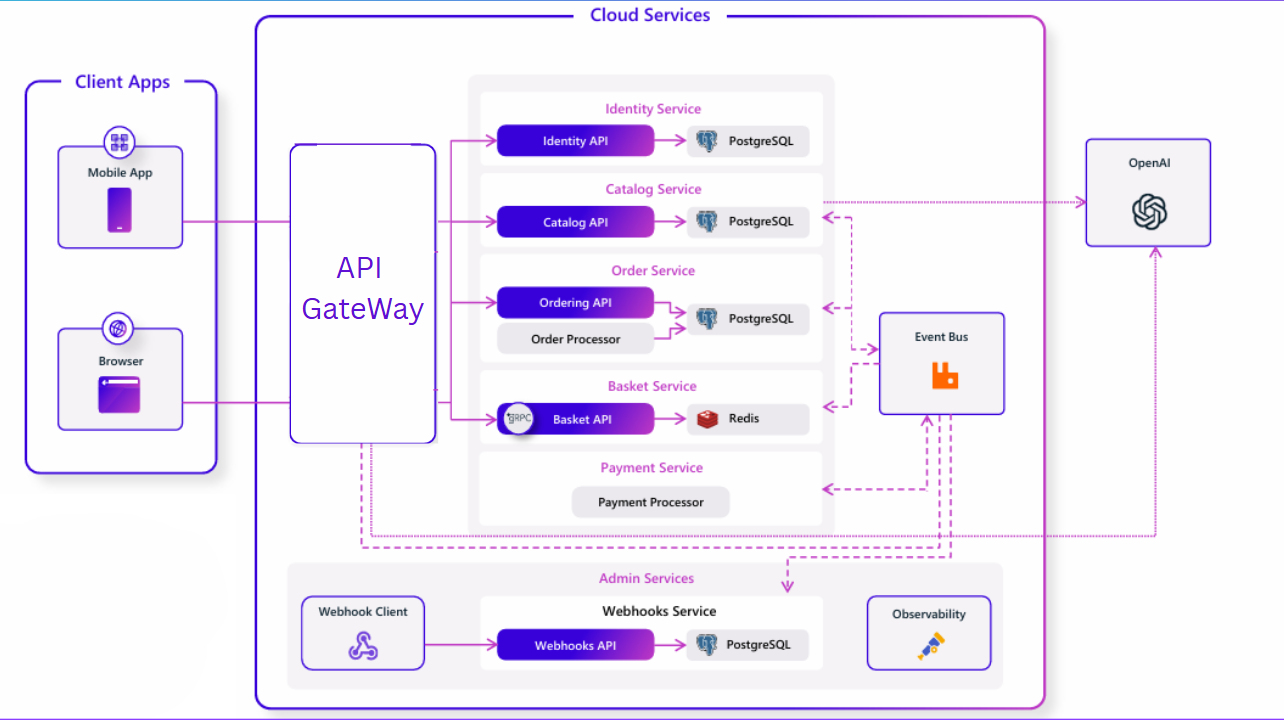 Cloud Services
Client Apps
Mobile App
Browser
API
GateWay
Identity Service
Identity API
PostgreSQL
Catalog Service
Catalog API
PostgreSQL
Order Service
Ordering API
Order Processor
PostgreSQL
Basket Service
gRPC
Basket API
Redis
Payment Service
Payment Processor
OpenAI
Event Bus
Admin Services
Webhook Client
Webhooks Service
Webhooks API
PostgreSQL
Observability